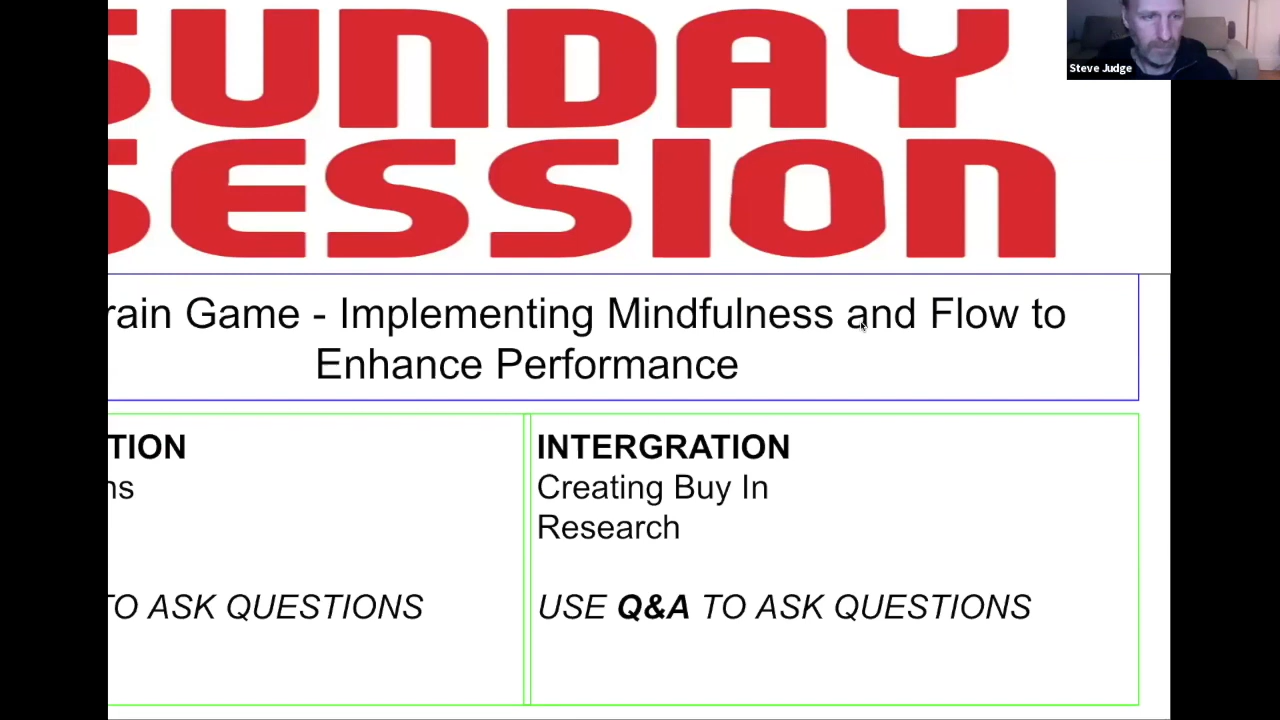 SUNDAY
SESSION
Steve Judge
rain Game - Implementing Mindfulness and Flow to
Enhance Performance
TION
ns
TO ASK QUESTIONS
INTERGRATION
Creating Buy In
Research
USE Q&A TO ASK QUESTIONS